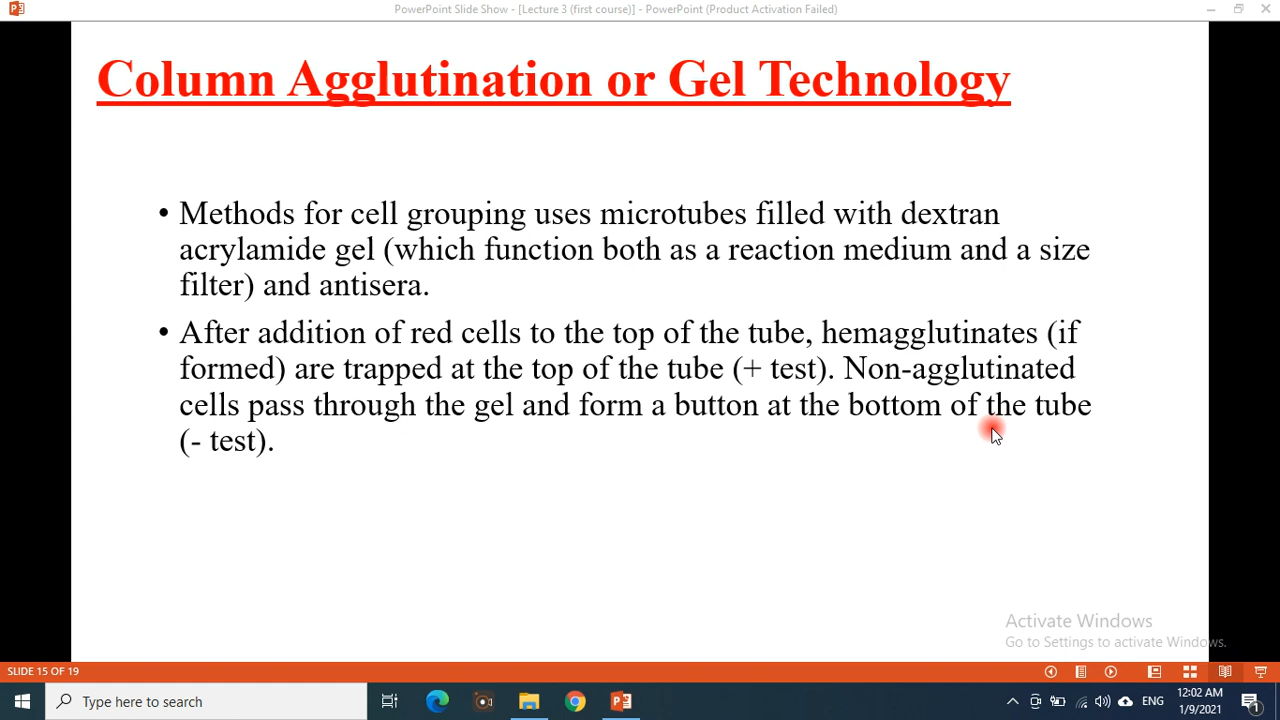 PowerPoint Slide Show - [Lecture 3 (first course)] - PowerPoint (Product Activation Failed)
Column Agglutination or Gel Technology
• Methods for cell grouping uses microtubes filled with dextran
acrylamide gel (which function both as a reaction medium and a size
filter) and antisera.
• After addition of red cells to the top of the tube, hemagglutinates (if
formed) are trapped at the top of the tube (+ test). Non-agglutinated
cells pass through the gel and form a button at the bottom of the tube
(- test).
Activate Windows
Go to Settings to activate Windows.
SLIDE 15 OF 19
Type here to search
ENG
12:02 AM
1/9/2021
1